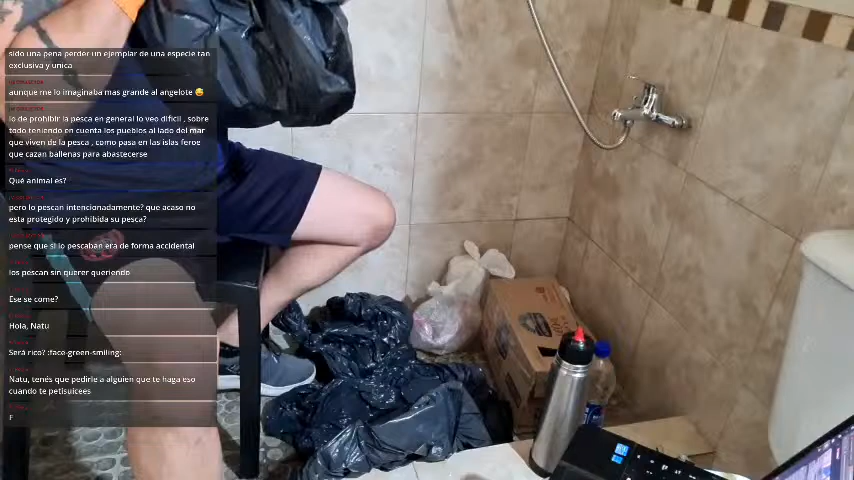 sido una pena perder un ejemplar de una especie tan
exclusiva y unica
aunque me lo imaginaba mas grande al angelote 😅
lo de prohibir la pesca en general lo veo dificil , sobre
todo teniendo en cuenta los pueblos al lado del mar
que viven de la pesca , como pasa en las islas feroe
que cazan ballenas para abastecerse
Qué animal es?
pero lo pescan intencionadamente? que acaso no
esta protegido y prohibida su pesca?
pense que si lo pescaban era de forma accidental
los pescan sin querer queriendo
Ese se come?
Hola, Natu
Será rico? :face-green-smiling:
Natu, tenés que pedirle a alguien que te haga eso
cuando te petisuicees
F